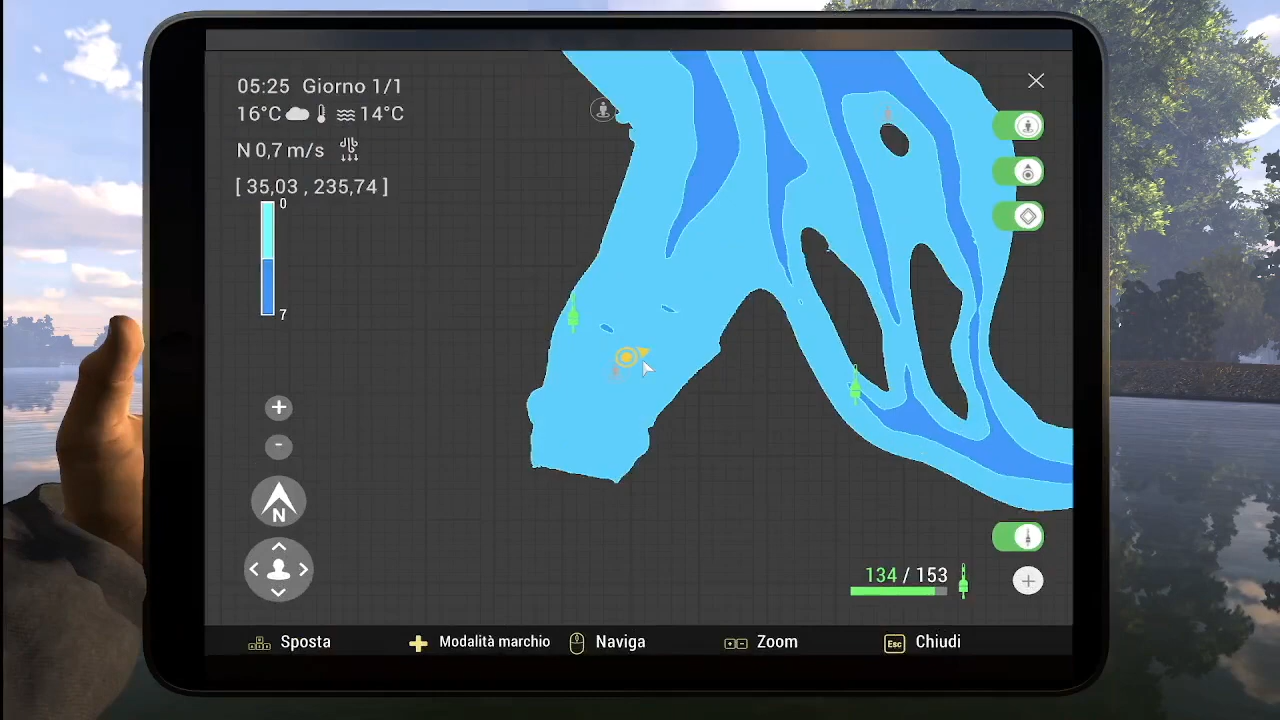 05:25 Giorno 1/1
16°C 14°C
N 0,7 m/s
[ 35,03 , 235,74 ]
0
7
+
-
N
134 / 153
Sposta
Modalità marchio
Naviga
Zoom
Esc
Chiudi